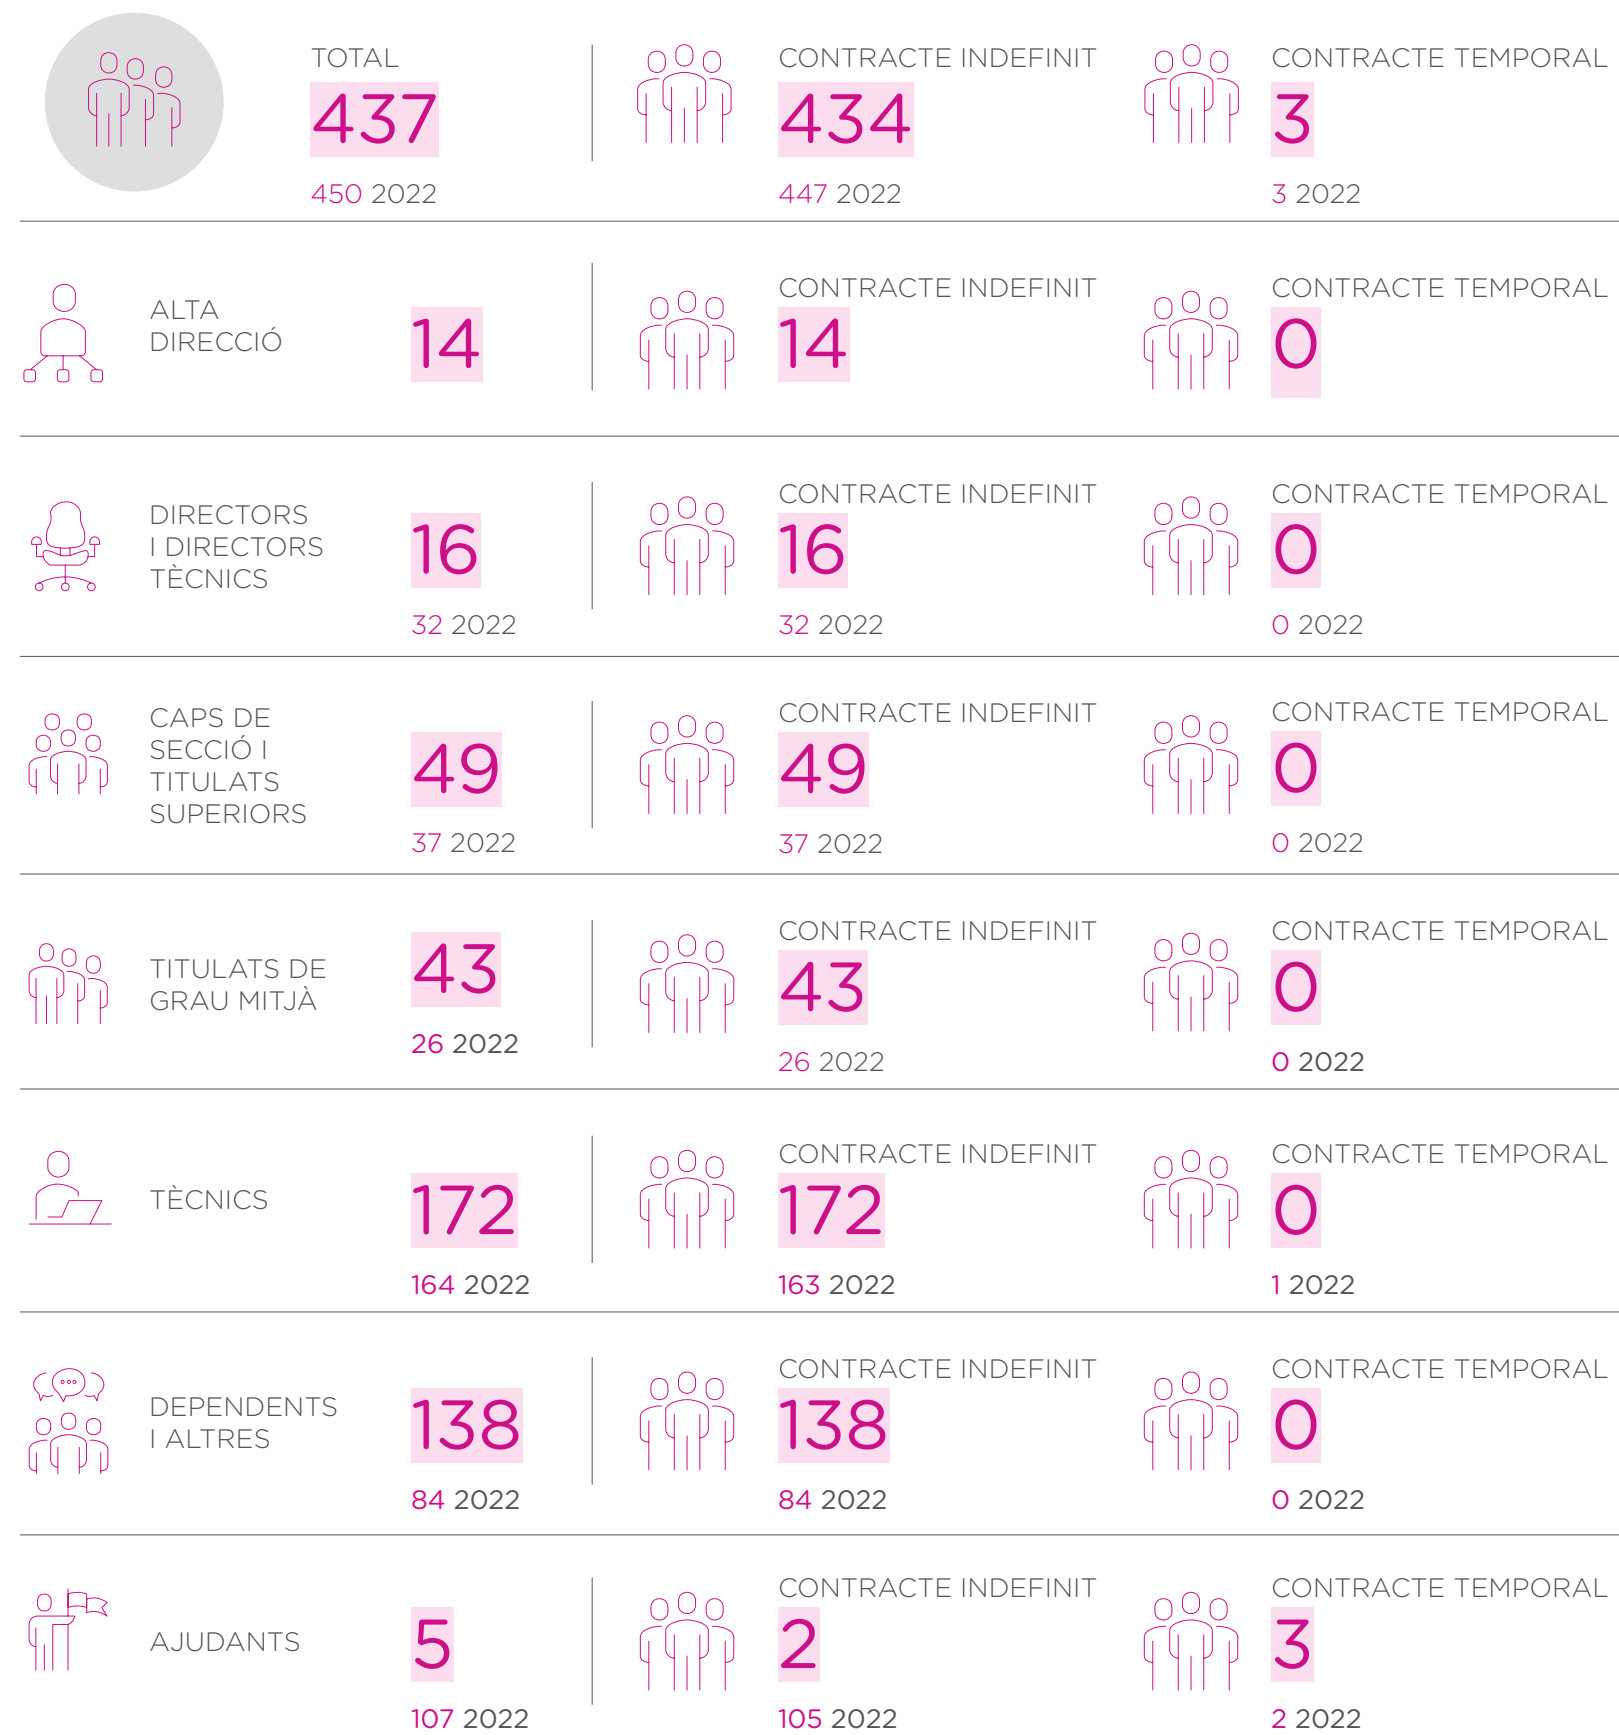 TOTAL
437
450 2022
CONTRACTE INDEFINIT
434
447 2022
CONTRACTE TEMPORAL
3
3 2022
ALTA
DIRECCIÓ
14
CONTRACTE INDEFINIT
14
CONTRACTE TEMPORAL
0
DIRECTORS
I DIRECTORS
TÈCNICS
16
32 2022
CONTRACTE INDEFINIT
16
32 2022
CONTRACTE TEMPORAL
0
0 2022
CAPS DE
SECCIÓ I
TITULATS
SUPERIORS
49
37 2022
CONTRACTE INDEFINIT
49
37 2022
CONTRACTE TEMPORAL
0
0 2022
TITULATS DE
GRAU MITJÀ
43
26 2022
CONTRACTE INDEFINIT
43
26 2022
CONTRACTE TEMPORAL
0
0 2022
TÈCNICS
172
164 2022
CONTRACTE INDEFINIT
172
163 2022
CONTRACTE TEMPORAL
0
1 2022
DEPENDENTS
I ALTRES
138
84 2022
CONTRACTE INDEFINIT
138
84 2022
CONTRACTE TEMPORAL
0
0 2022
AJUDANTS
5
107 2022
CONTRACTE INDEFINIT
2
105 2022
CONTRACTE TEMPORAL
3
2 2022